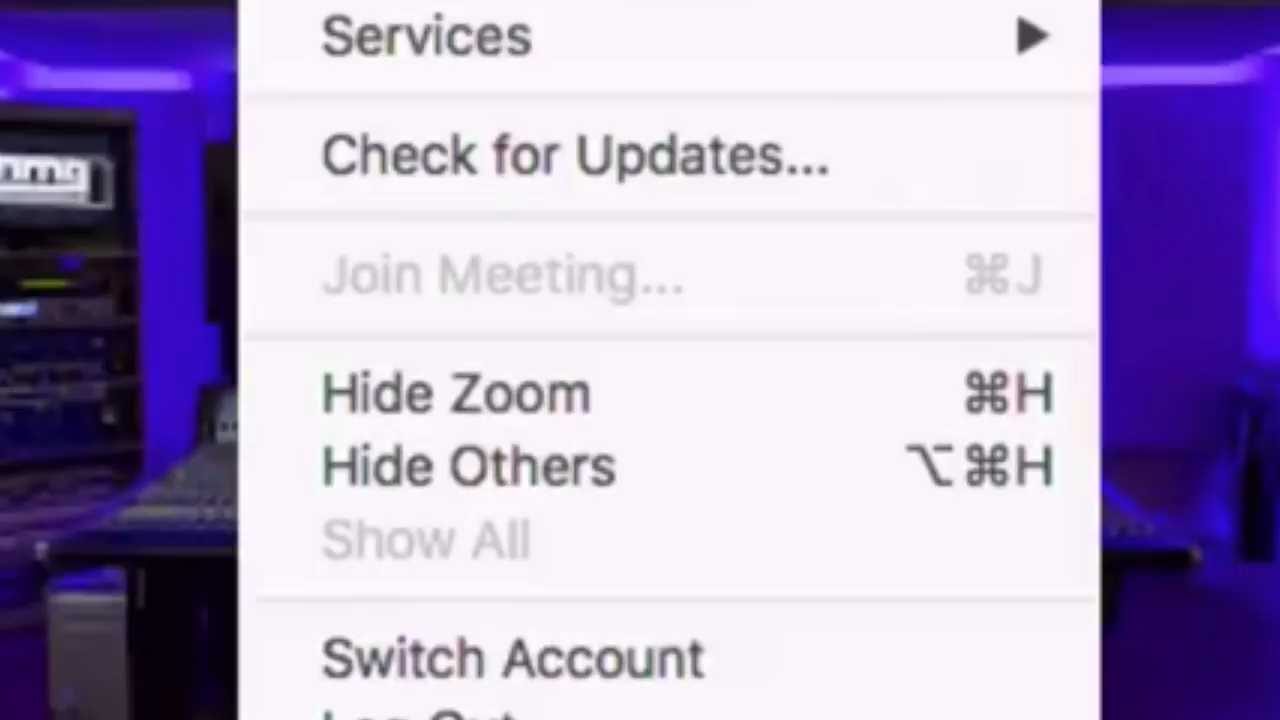 Services ▶
Check for Updates...
Join Meeting... ⌘J
Hide Zoom ⌘H
Hide Others ⌥⌘H
Show All
Switch Account